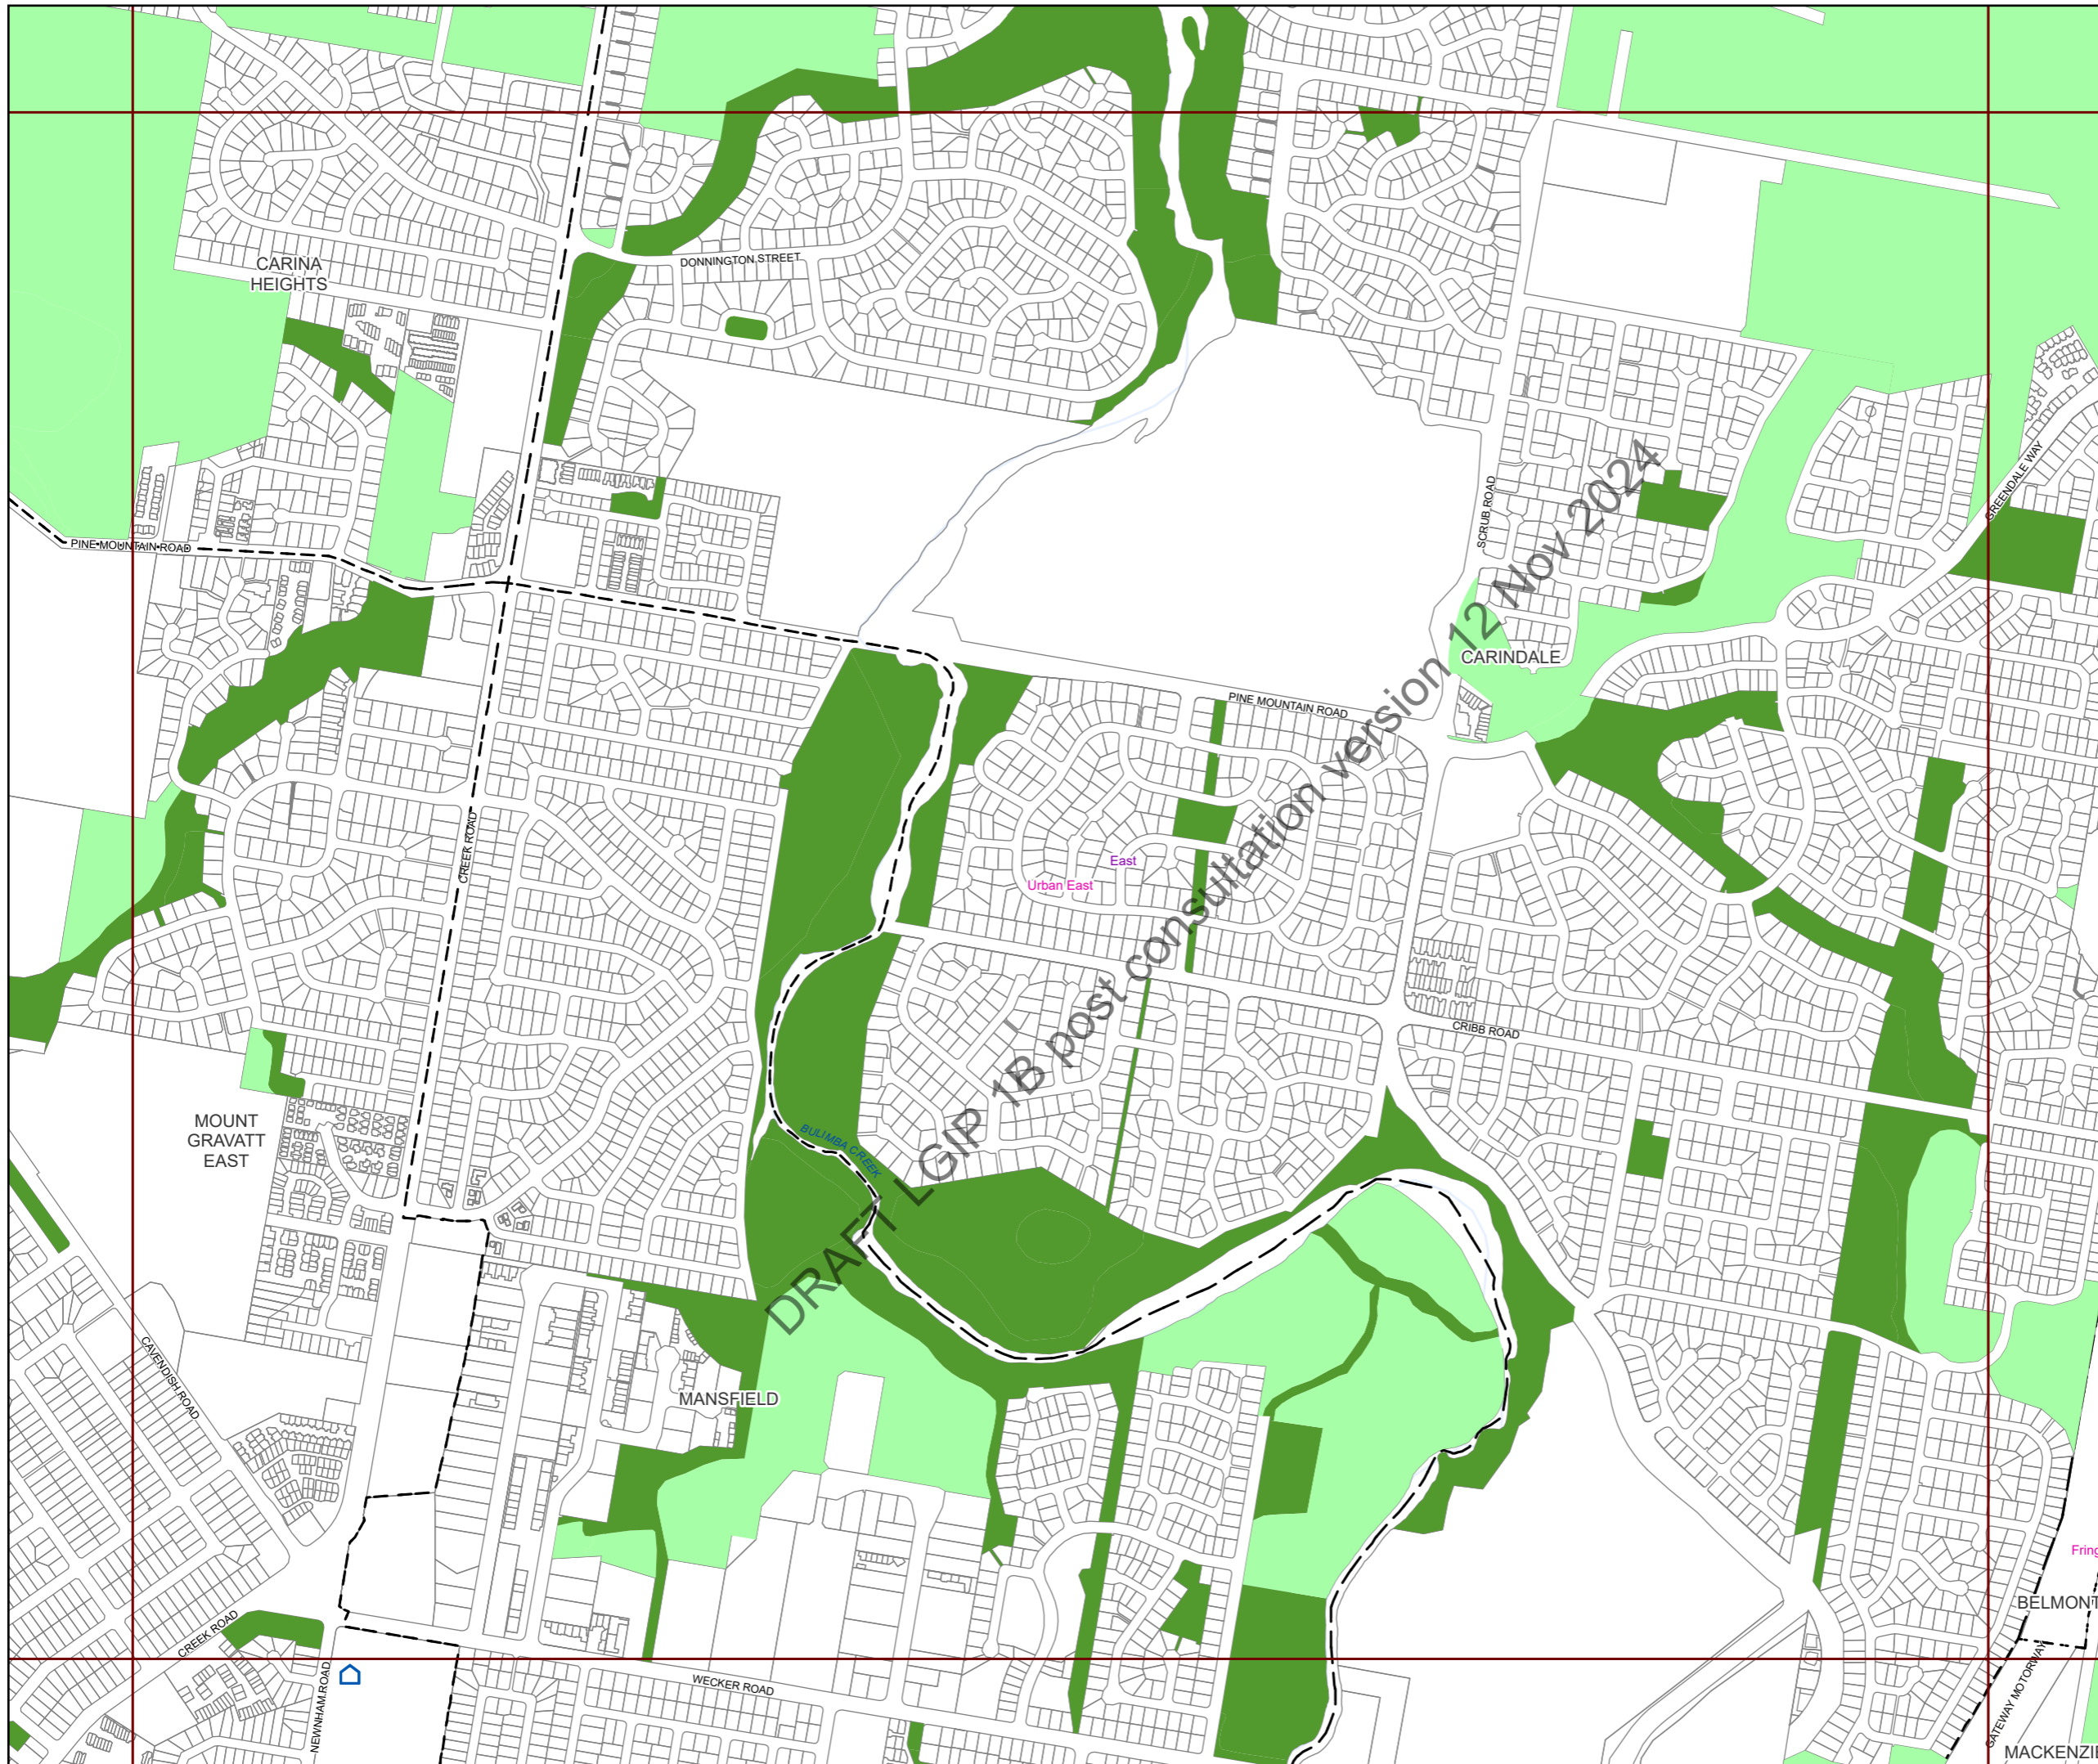 CARINA
HEIGHTS
DONNINGTON STREET
GREENDALE WAY
SCRUB ROAD
PINE MOUNTAIN ROAD
CARINDALE
PINE MOUNTAIN ROAD
CREEK ROAD
East
Urban East
CRIBB ROAD
MOUNT
GRAVATT
EAST
BULIMBA CREEK
DRAFT LGIP 1B post consultation version 12 Nov 2024
CAVENDISH ROAD
MANSFIELD
Fring
BELMONT
CREEK ROAD
NEWNHAM ROAD
WECKER ROAD
GATEWAY MOTORWAY
MACKENZI